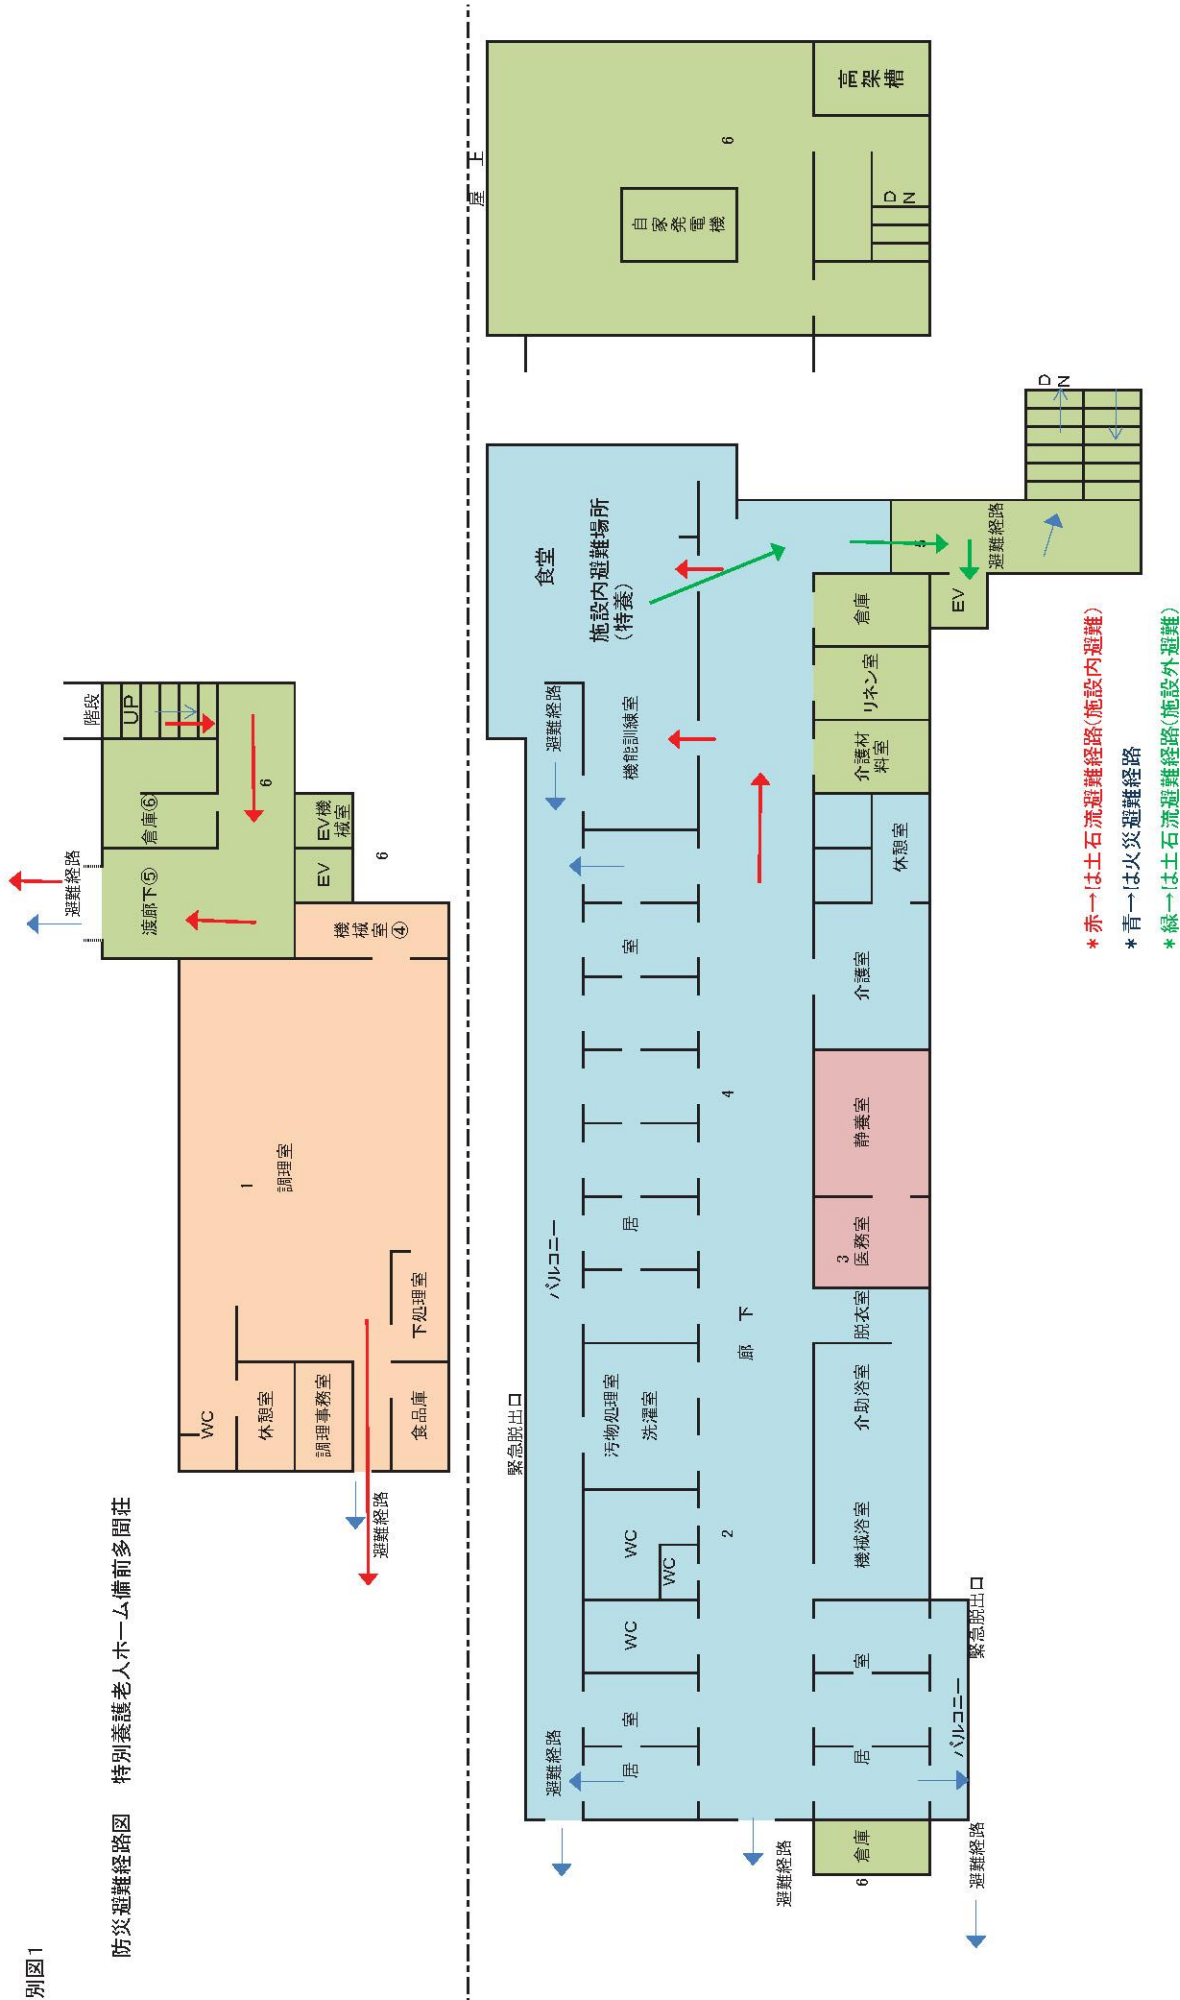 別図1
防災避難経路図　特別養護老人ホーム備前多聞荘
避難経路
階段
UP
倉庫⑥
渡廊下⑤
6
EV
EV機
械室
6
機械
室④
1
調理室
下処理室
WC
休憩室
調理事務室
食品庫
避難経路
屋上
自家発電機
6
高架槽
DN
食堂
施設内避難場所
(特養)
避難経路
機能訓練室
室
居
バルコニー
緊急脱出口
汚物処理室
洗濯室
WC
WC
WC
避難経路
室
居
4
廊下
2
5
避難経路
EV
DN
倉庫
リネン室
介護材
料室
休憩室
介護室
静養室
3
医務室
脱衣室
介助浴室
機械浴室
緊急脱出口
室
居
バルコニー
避難経路
倉庫
6
避難経路
*赤→は土石流避難経路(施設内避難)
*青→は火災避難経路
*緑→は土石流避難経路(施設外避難)